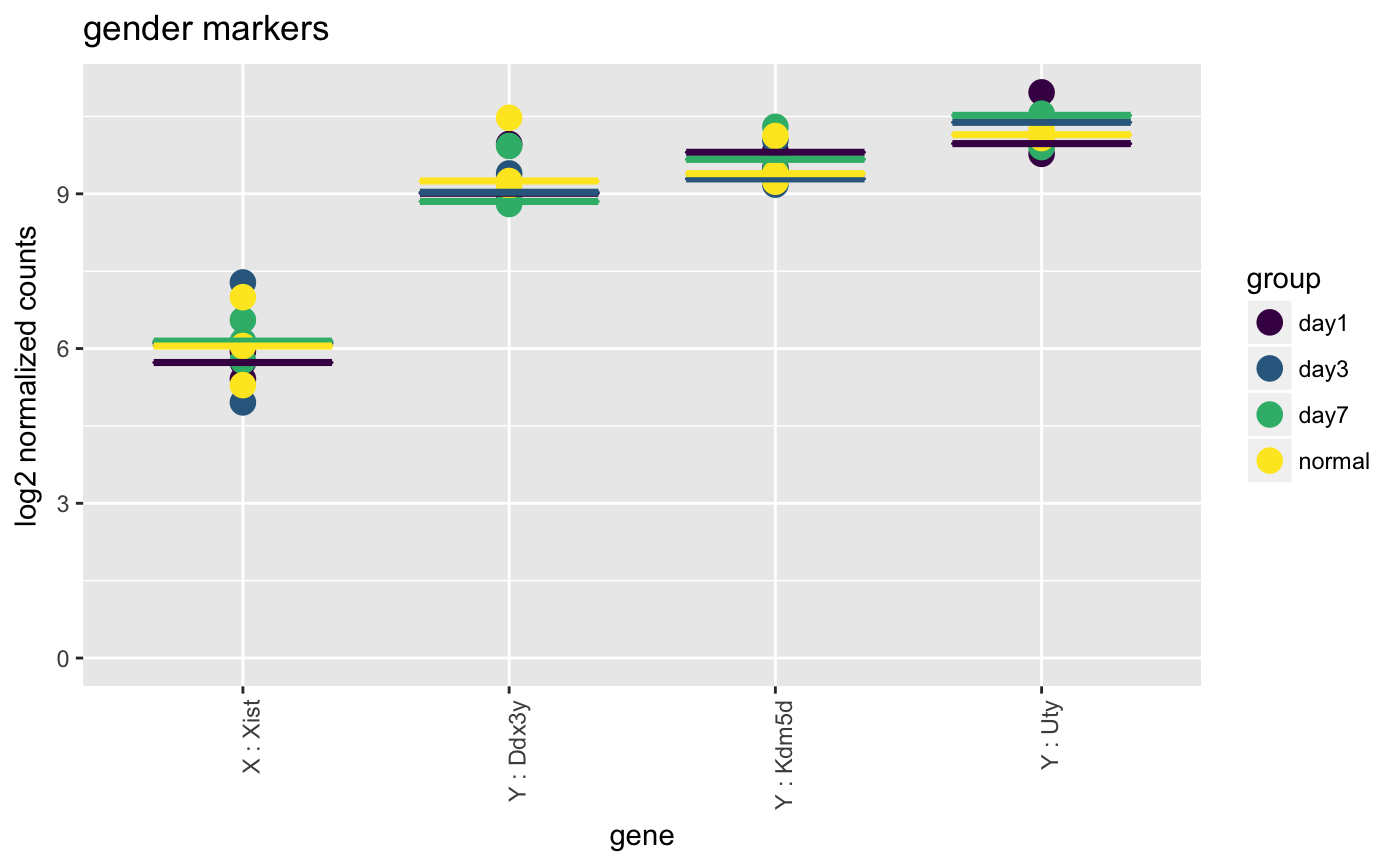 gender markers
log2 normalized counts
9
6
3
0
X : Xist
Y : Ddx3y
Y : Kdm5d
Y : Uty
gene
group
day1
day3
day7
normal